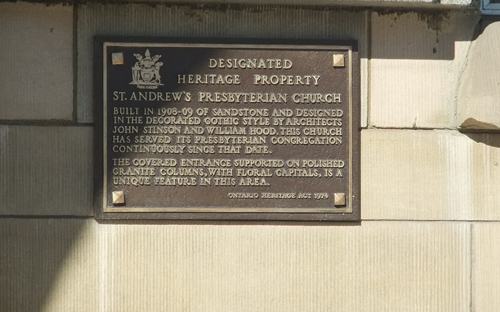 DESIGNATED
HERITAGE PROPERTY
ST. ANDREW'S PRESBYTERIAN CHURCH
BUILT IN 1908-09 OF SANDSTONE AND DESIGNED
IN THE DECORATED GOTHIC STYLE BY ARCHITECTS
JOHN STINSON AND WILLIAM HOOD. THIS CHURCH
HAS SERVED ITS PRESBYTERIAN CONGREGATION
CONTINUOUSLY SINCE THAT DATE.
THE COVERED ENTRANCE SUPPORTED ON POLISHED
GRANITE COLUMNS, WITH FLORAL CAPITALS, IS A
UNIQUE FEATURE IN THIS AREA.
ONTARIO HERITAGE ACT 1974